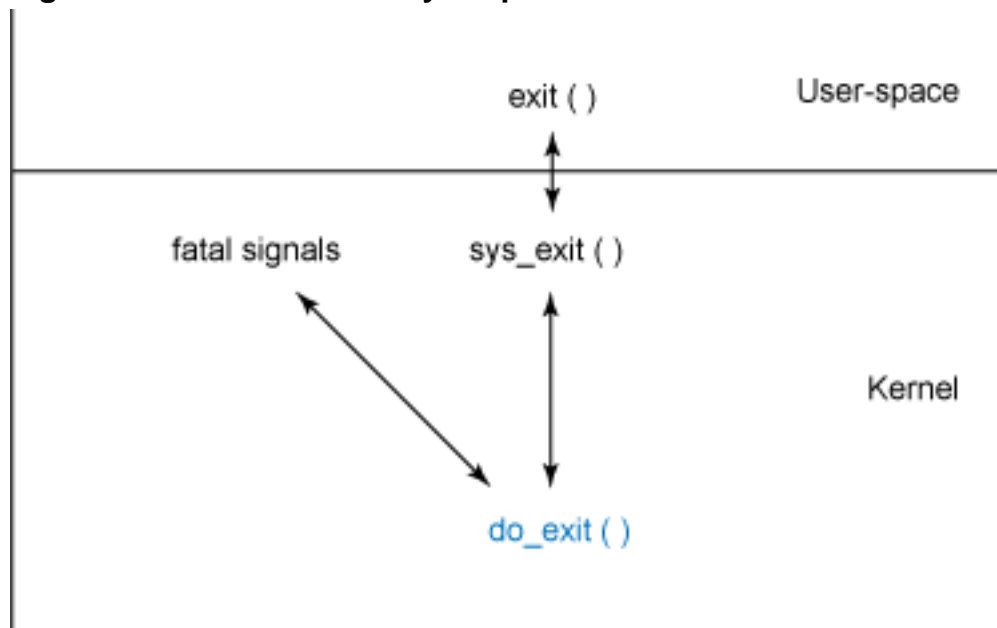 exit ( )
User-space
fatal signals
sys_exit ( )
Kernel
do_exit ( )